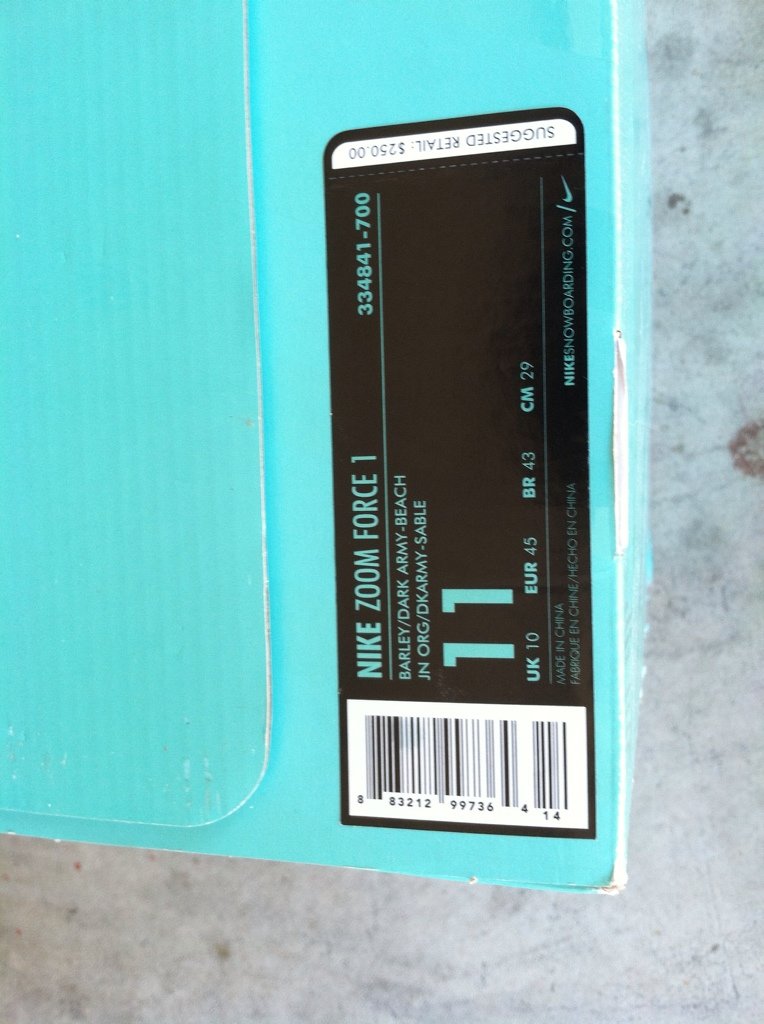 SUGGESTED RETAIL: $250.00
NIKE ZOOM FORCE 1 334841-700
BARLEY/DARK ARMY-BEACH
JN ORG/DKARMY-SABLE
11
UK 10 EUR 45 BR 43 CM 29
MADE IN CHINA
FABRIQUE EN CHINE/HECHO EN CHINA
NIKESNOWBOARDING.COM/
8 83212 99736 4 14